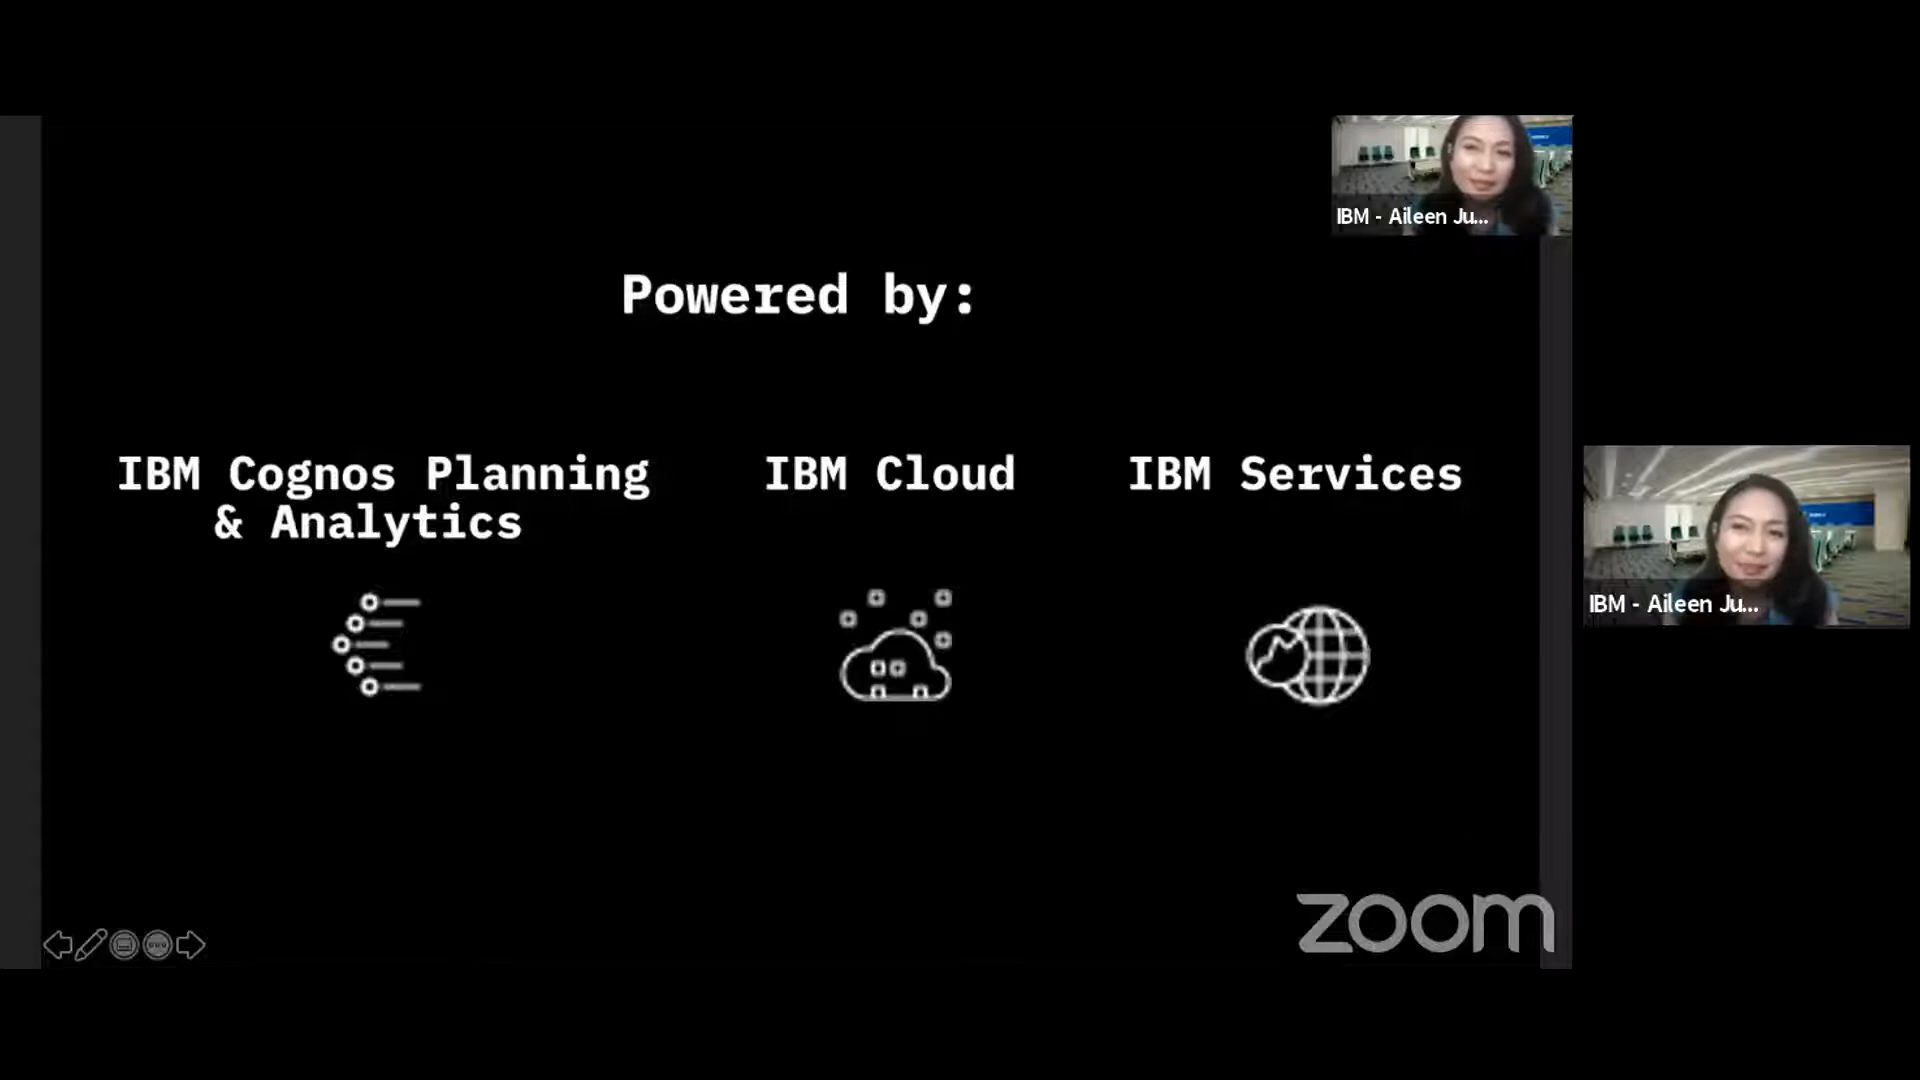 IBM - Aileen Ju...
Powered by:
IBM Cognos Planning
& Analytics
IBM Cloud
IBM Services
IBM - Aileen Ju...
zoom